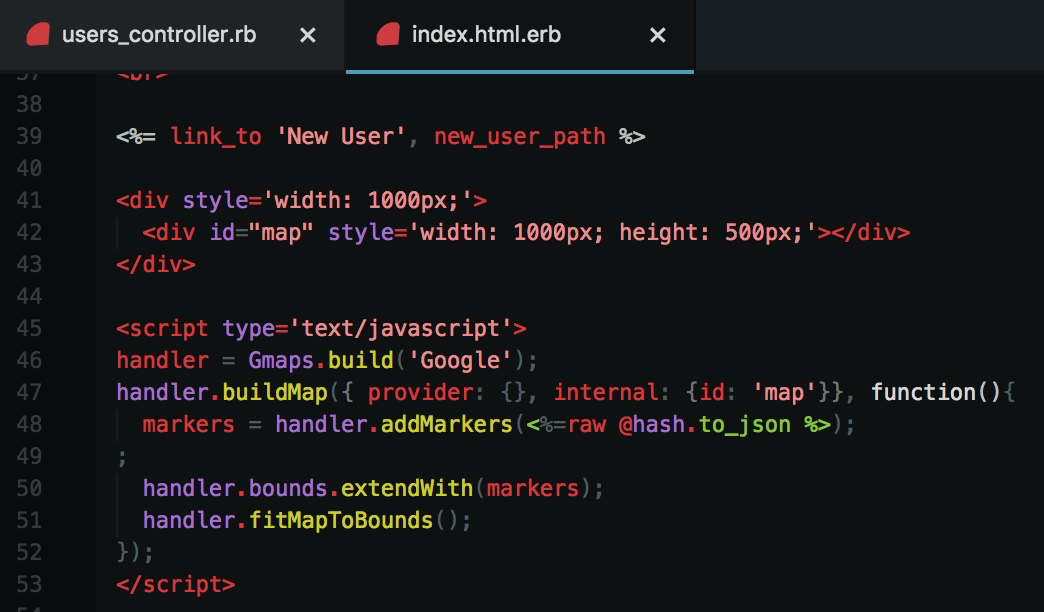 users_controller.rb × index.html.erb ×
37 <br>
38
39 <%= link_to 'New User', new_user_path %>
40
41 <div style='width: 1000px;'>
42 <div id="map" style='width: 1000px; height: 500px;'></div>
43 </div>
44
45 <script type='text/javascript'>
46 handler = Gmaps.build('Google');
47 handler.buildMap({ provider: {}, internal: {id: 'map'}}, function(){
48 markers = handler.addMarkers(<%=raw @hash.to_json %>);
49 ;
50 handler.bounds.extendWith(markers);
51 handler.fitMapToBounds();
52 });
53 </script>
54